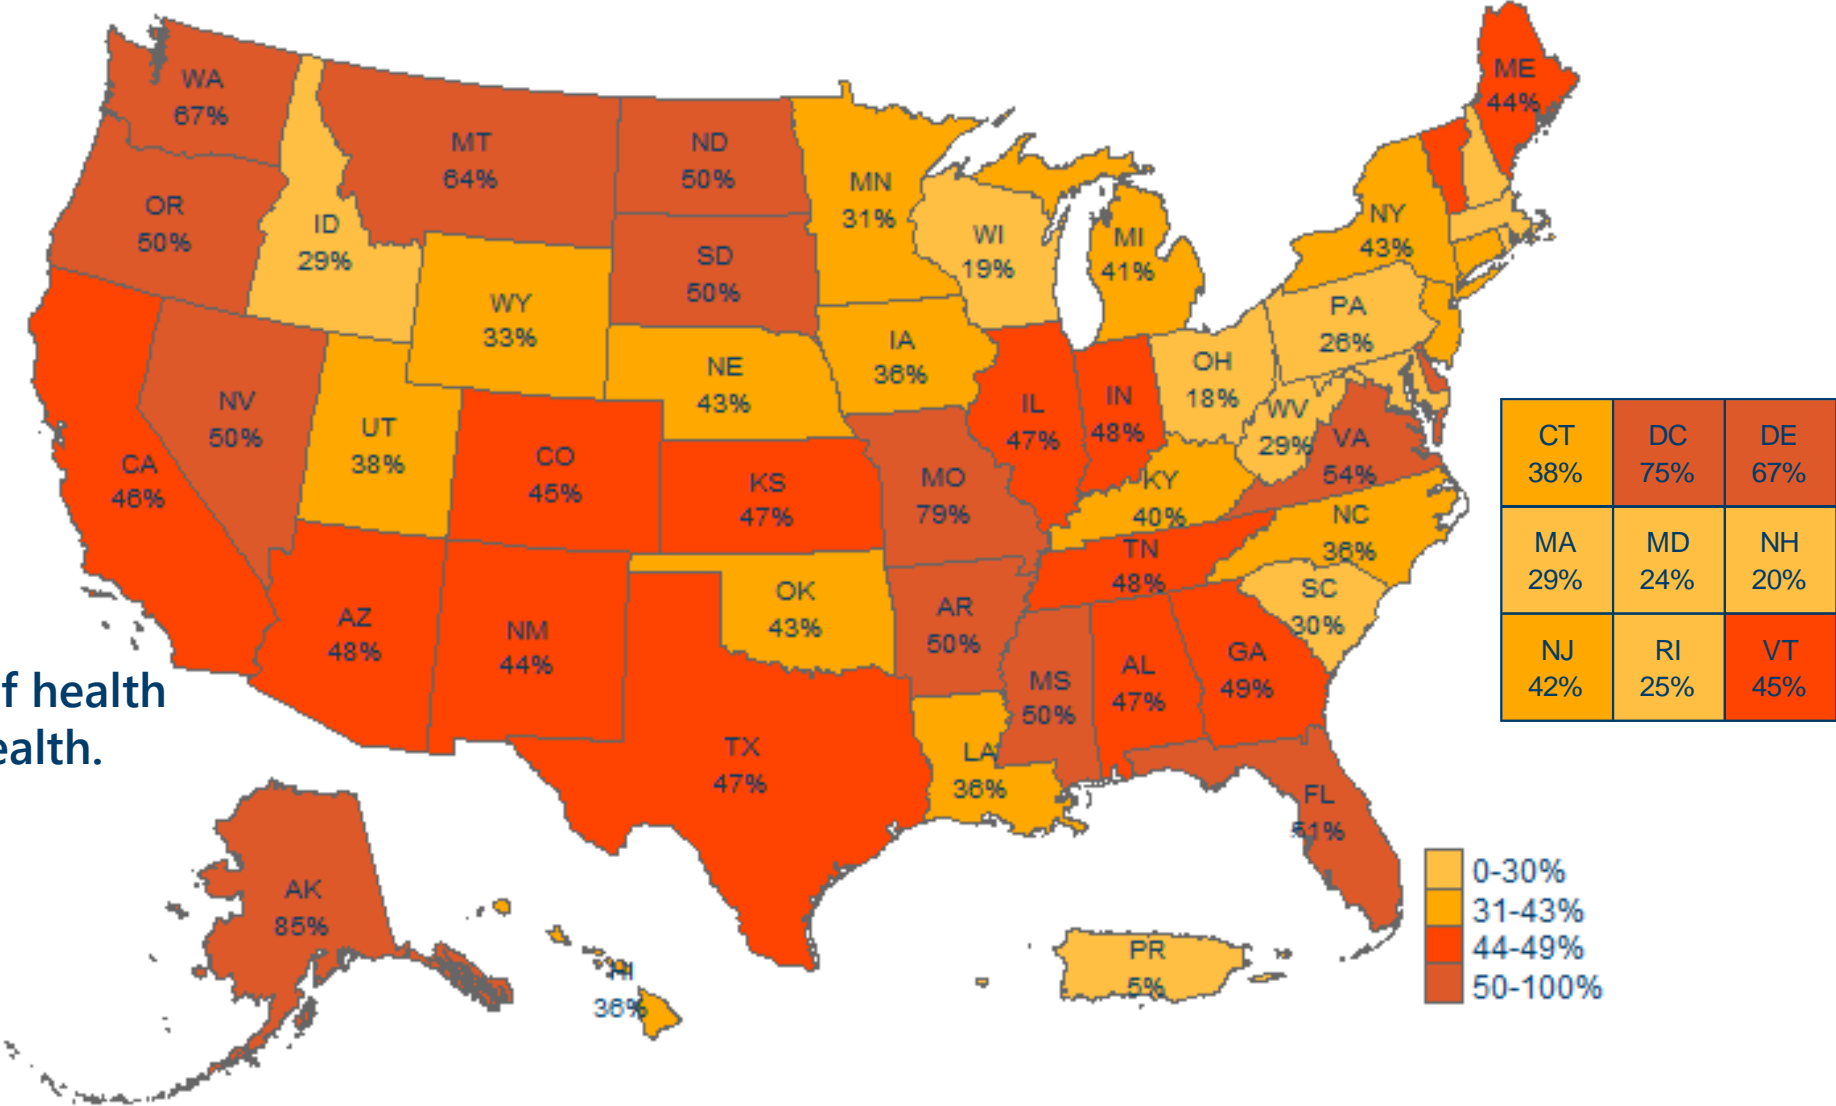 WA
67%
MT
64%
ND
50%
MN
31%
ME
44%
OR
50%
ID
29%
SD
50%
WI
19%
MI
41%
NY
43%
WY
33%
IA
36%
PA
26%
NE
43%
OH
18%
NV
50%
UT
38%
CO
45%
IL
47%
IN
48%
WV
29%
VA
54%
CA
46%
KS
47%
MO
79%
KY
40%
NC
36%
TN
48%
SC
30%
AZ
48%
NM
44%
OK
43%
AR
50%
MS
50%
AL
47%
GA
49%
TX
47%
LA
36%
FL
51%
AK
85%
HI
36%
PR
5%
f health
ealth.
CT DC DE
38% 75% 67%
MA MD NH
29% 24% 20%
NJ RI VT
42% 25% 45%
0-30%
31-43%
44-49%
50-100%